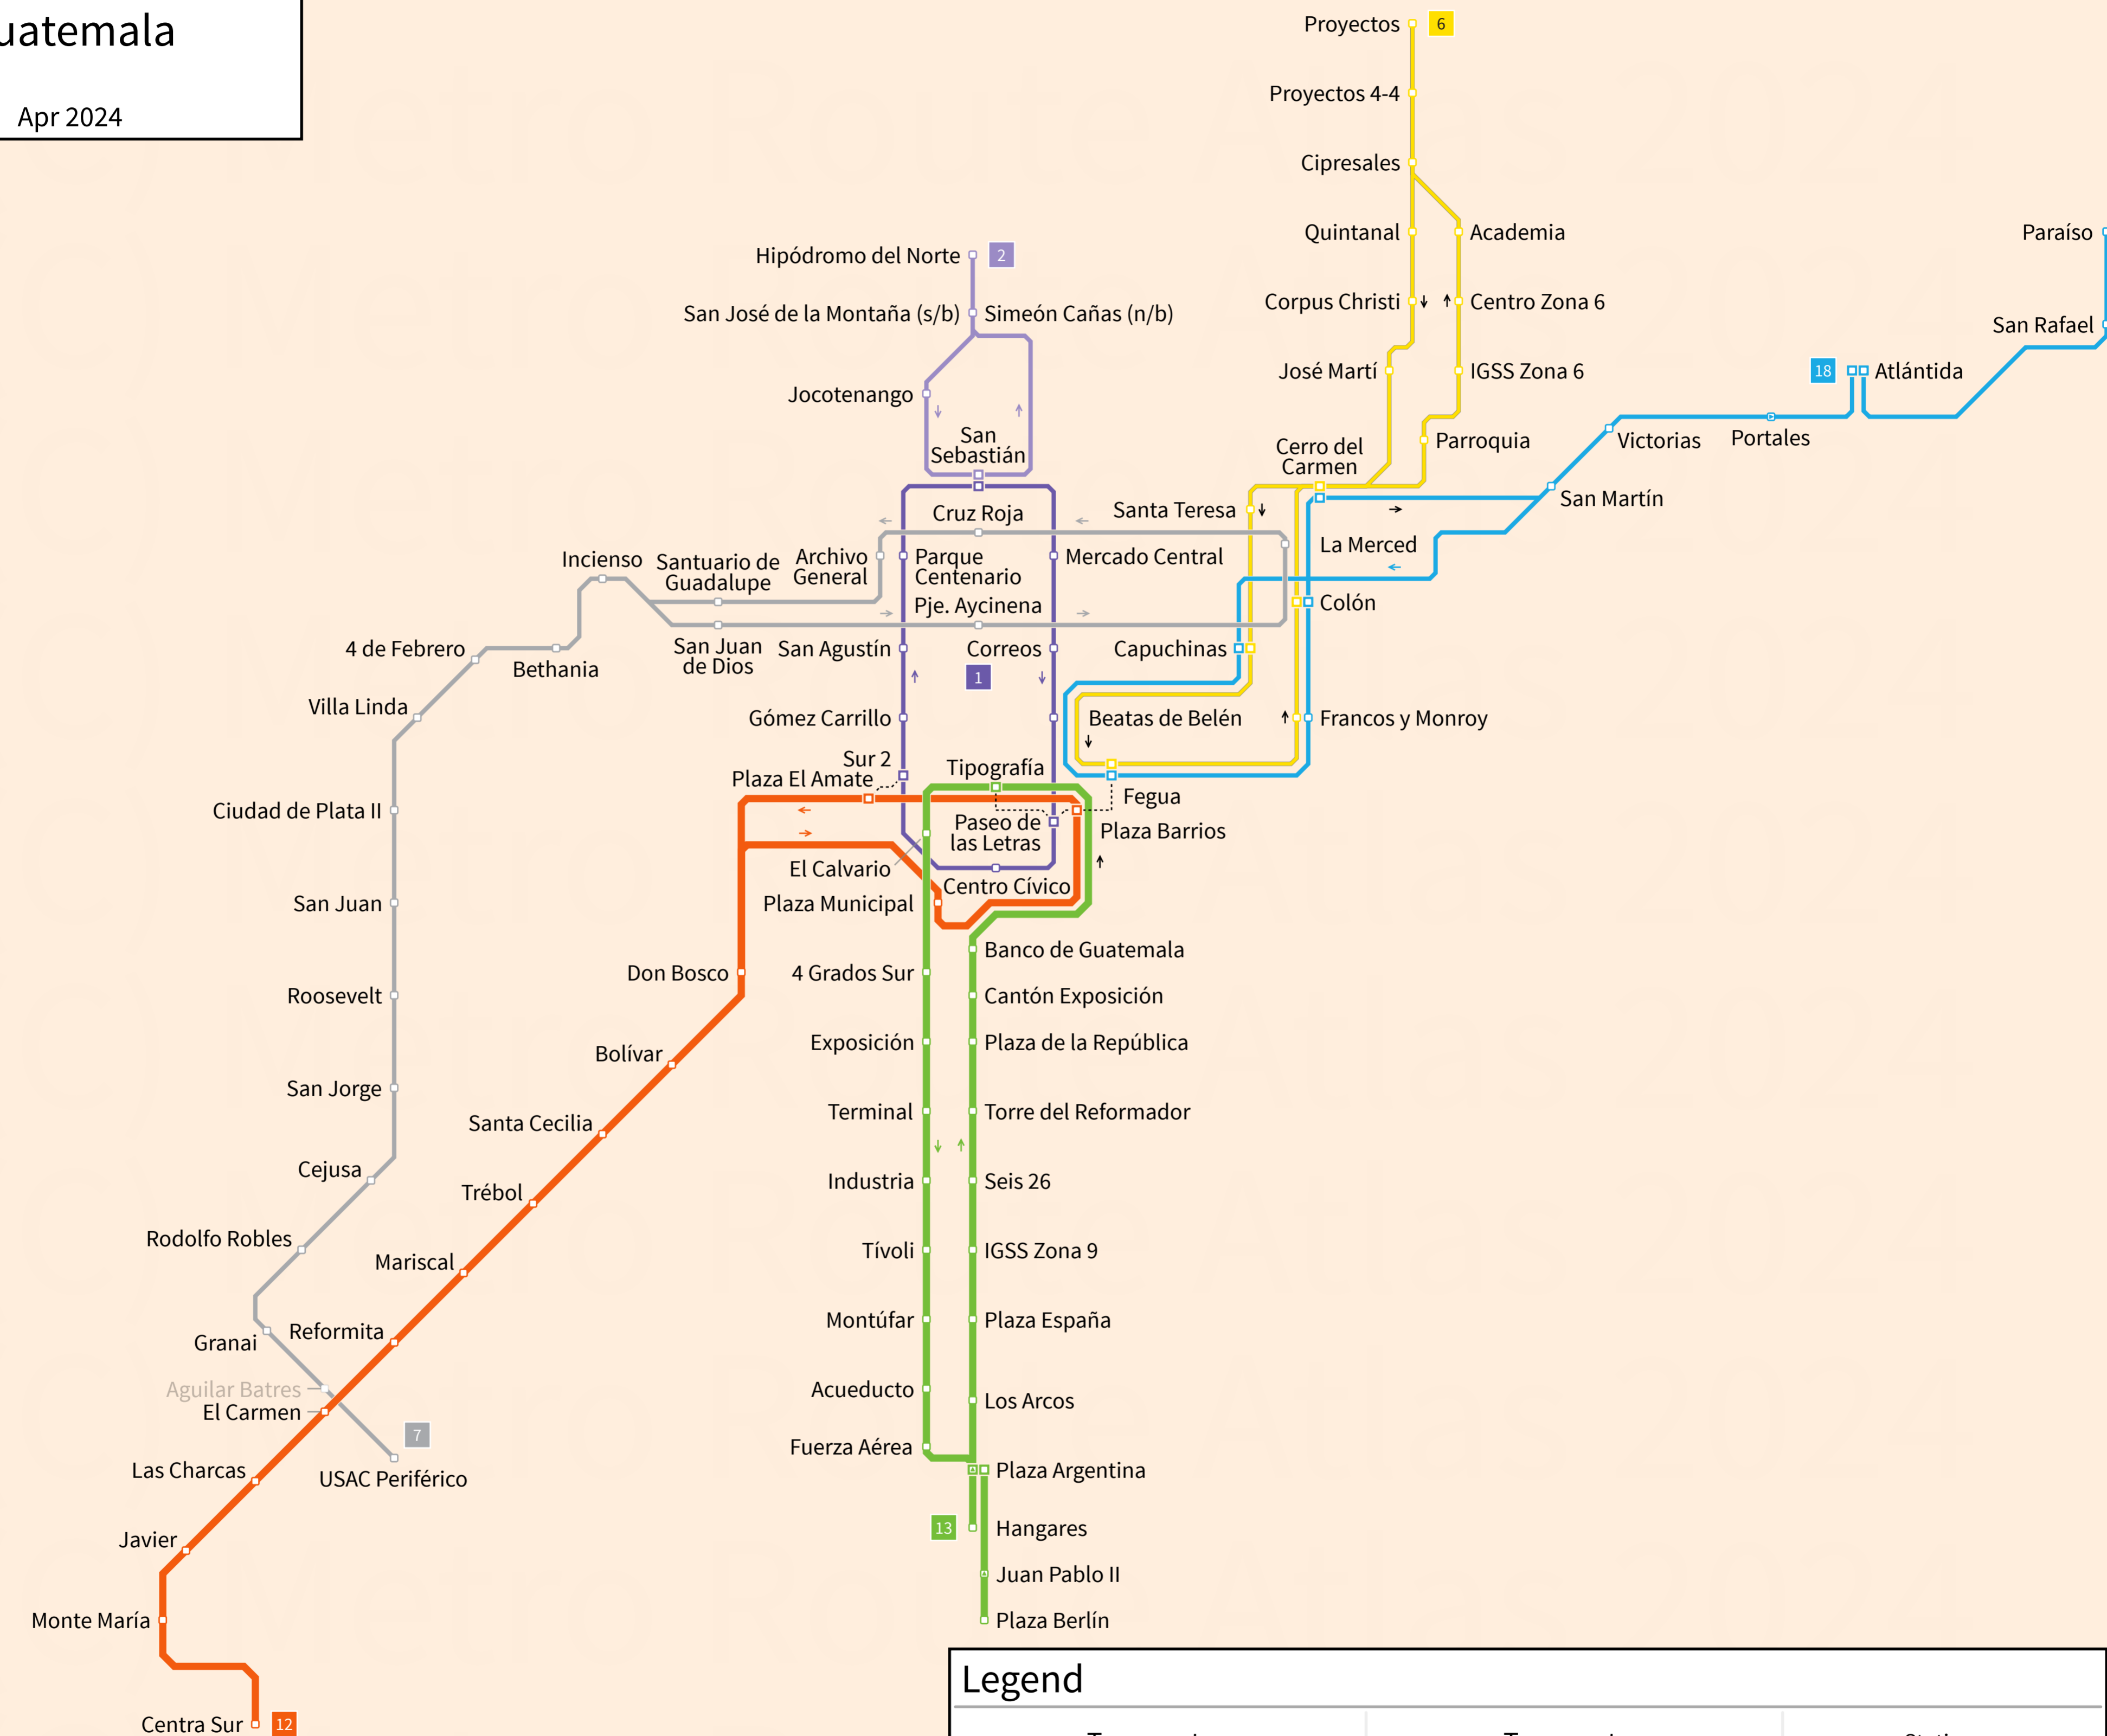 uatemala
Apr 2024
Proyectos
6
Proyectos 4-4
Cipresales
Quintanal
Academia
Paraíso
Hipódromo del Norte
2
Corpus Christi
Centro Zona 6
San José de la Montaña (s/b)
Simeón Cañas (n/b)
San Rafael
José Martí
IGSS Zona 6
18
Atlántida
Jocotenango
San
Sebastián
Cerro del
Carmen
Parroquia
Victorias
Portales
San Martín
Cruz Roja
Santa Teresa
La Merced
Incienso
Santuario de
Guadalupe
Archivo
General
Parque
Centenario
Mercado Central
Pje. Aycinena
Colón
4 de Febrero
Bethania
San Juan
de Dios
San Agustín
Correos
Capuchinas
1
Villa Linda
Gómez Carrillo
Beatas de Belén
Francos y Monroy
Sur 2
Plaza El Amate
Tipografía
Fegua
Ciudad de Plata II
Paseo de
las Letras
Plaza Barrios
El Calvario
Centro Cívico
San Juan
Plaza Municipal
Banco de Guatemala
Don Bosco
4 Grados Sur
Roosevelt
Cantón Exposición
Bolívar
Exposición
Plaza de la República
San Jorge
Santa Cecilia
Terminal
Torre del Reformador
Cejusa
Trébol
Industria
Seis 26
Rodolfo Robles
Mariscal
Tívoli
IGSS Zona 9
Granai
Reformita
Montúfar
Plaza España
Aguilar Batres
El Carmen
Acueducto
Los Arcos
7
Fuerza Aérea
Las Charcas
USAC Periférico
Plaza Argentina
Javier
13
Hangares
Juan Pablo II
Monte María
Plaza Berlín
Legend
Centra Sur
12